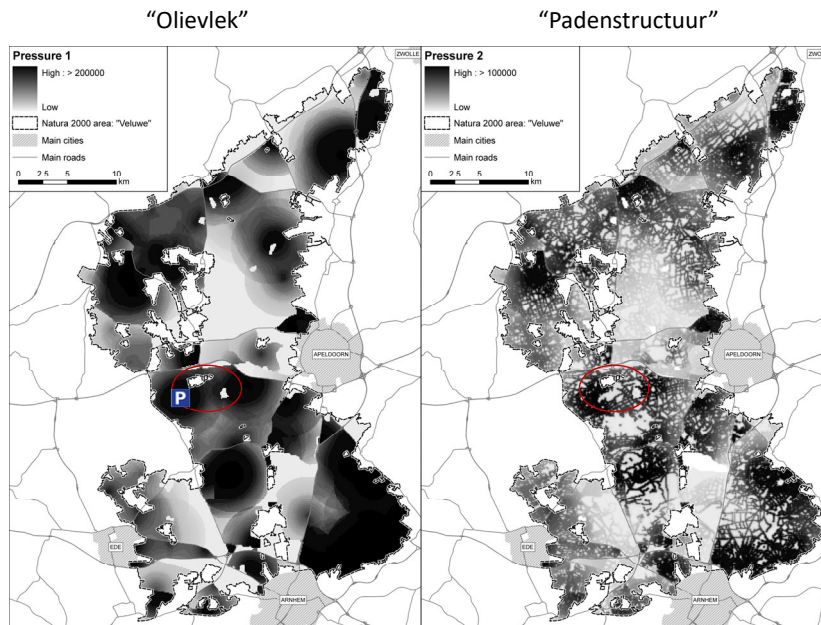 “Olievlek”
“Padenstructuur”
Pressure 1
High : > 200000
Low
Natura 2000 area: "Veluwe"
Main cities
Main roads
0 2.5 5 10
km
ZWOLLE
APELDOORN
P
EDE
ARNHEM
Pressure 2
High : > 100000
Low
Natura 2000 area: "Veluwe"
Main cities
Main roads
0 2.5 5 10
km
ZWOLLE
APELDOORN
EDE
ARNHEM